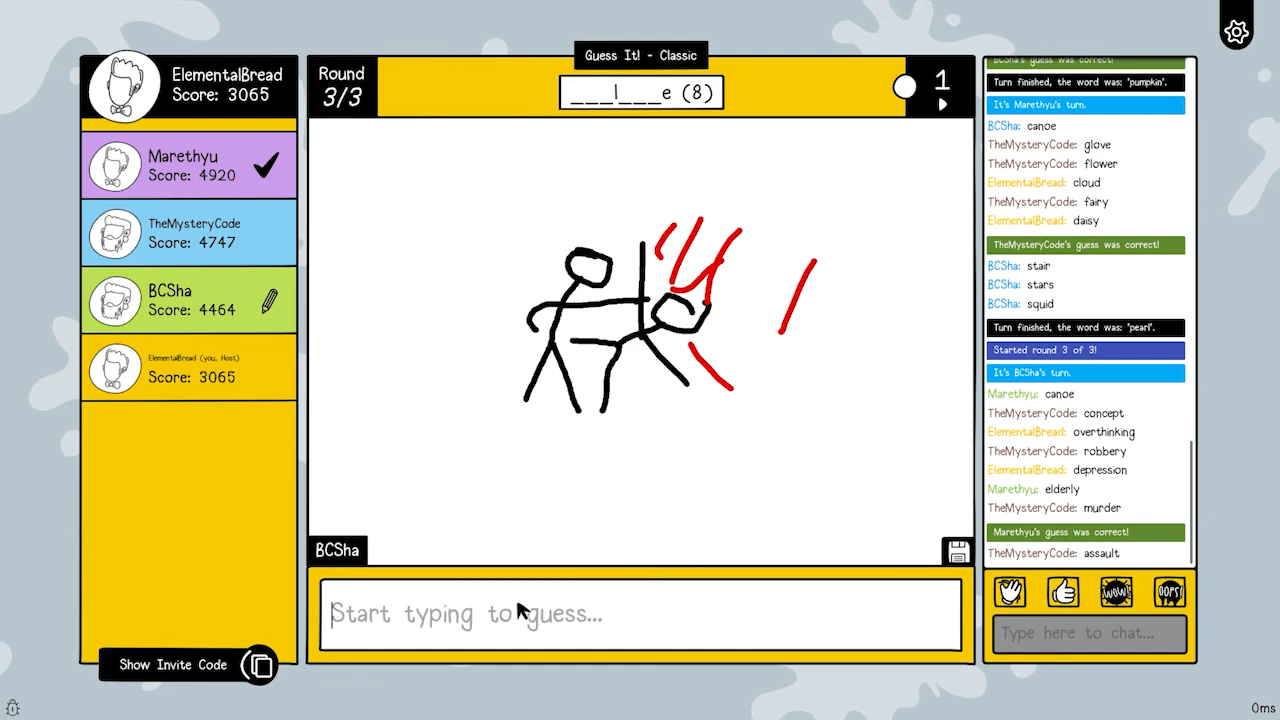 Guess It! - Classic
ElementalBread
Score: 3065
Round
3/3
___l___e (8)
1
Marethyu
Score: 4920
TheMysteryCode
Score: 4747
BCSha
Score: 4464
ElementalBread (you, Host)
Score: 3065
BCSha's guess was correct!
Turn finished, the word was: 'pumpkin'.
It's Marethyu's turn.
BCSha: canoe
TheMysteryCode: glove
TheMysteryCode: flower
ElementalBread: cloud
TheMysteryCode: fairy
ElementalBread: daisy
TheMysteryCode's guess was correct!
BCSha: stair
BCSha: stars
BCSha: squid
Turn finished, the word was: 'pearl'.
Started round 3 of 3!
It's BCSha's turn.
Marethyu: canoe
TheMysteryCode: concept
ElementalBread: overthinking
TheMysteryCode: robbery
ElementalBread: depression
Marethyu: elderly
TheMysteryCode: murder
Marethyu's guess was correct!
TheMysteryCode: assault
BCSha
Start typing to guess...
WOW!
OOPS!
Type here to chat...
Show Invite Code
0ms